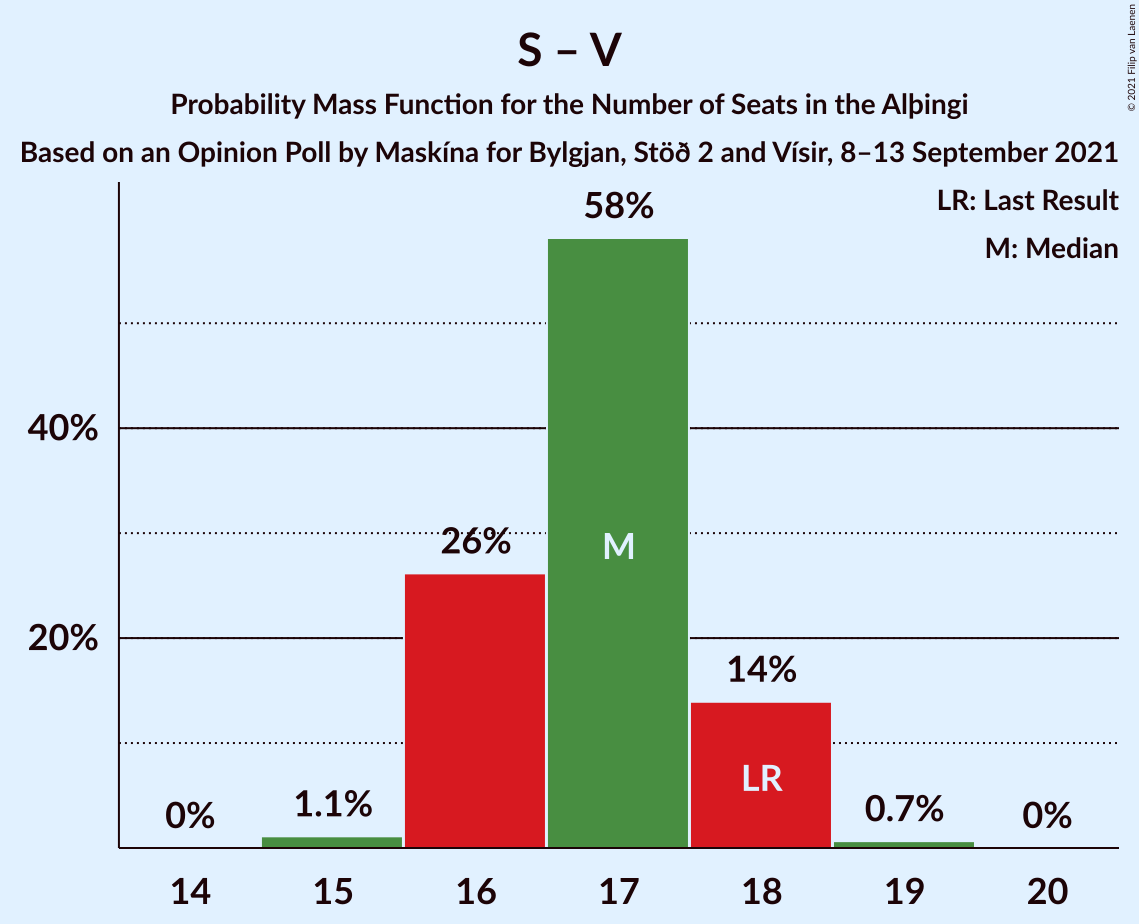 S – V
Probability Mass Function for the Number of Seats in the Alþingi
Based on an Opinion Poll by Maskína for Bylgjan, Stöð 2 and Vísir, 8–13 September 2021
© 2021 Filip van Laenen
LR: Last Result
M: Median
58%
40%
26%
M
20%
14%
LR
0%
1.1%
0.7%
0%
14 15 16 17 18 19 20